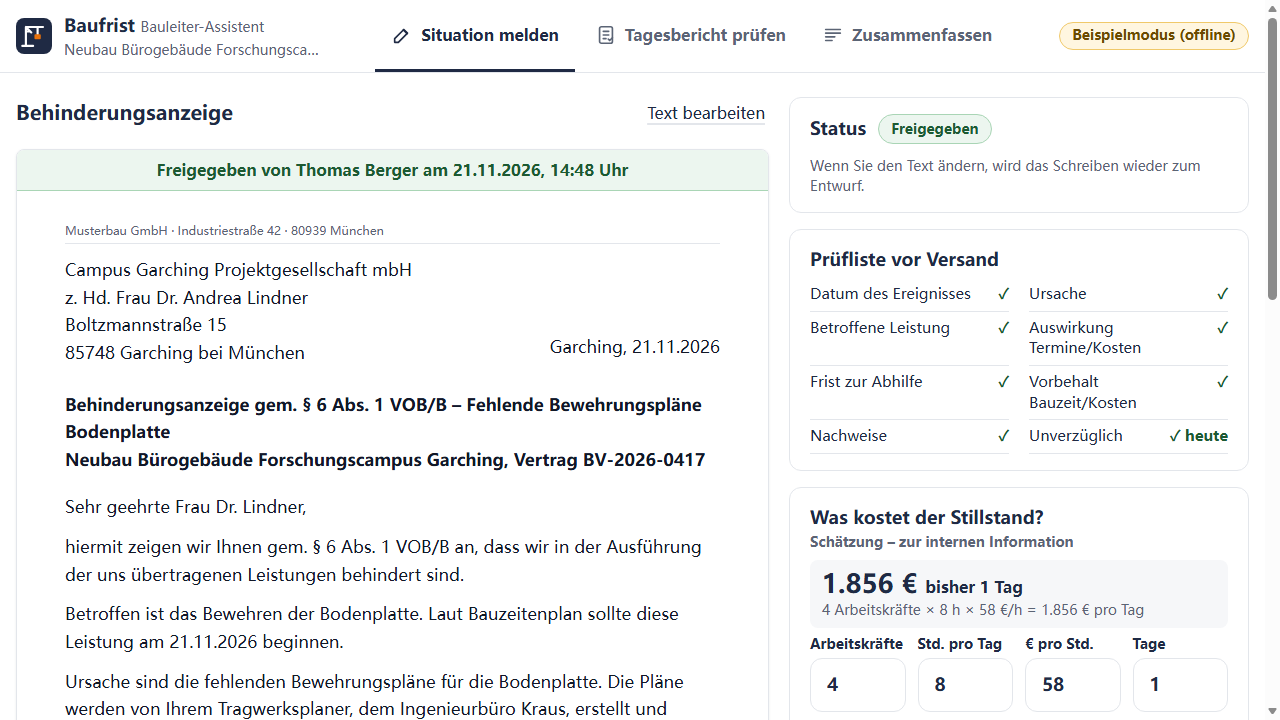 Baufrist Bauleiter-Assistent
Neubau Bürogebäude Forschungsca...
Situation melden
Tagesbericht prüfen
Zusammenfassen
Beispielmodus (offline)
Behinderungsanzeige
Text bearbeiten
Freigegeben von Thomas Berger am 21.11.2026, 14:48 Uhr
Musterbau GmbH · Industriestraße 42 · 80939 München
Campus Garching Projektgesellschaft mbH
z. Hd. Frau Dr. Andrea Lindner
Boltzmannstraße 15
85748 Garching bei München
Garching, 21.11.2026
Behinderungsanzeige gem. § 6 Abs. 1 VOB/B – Fehlende Bewehrungspläne
Bodenplatte
Neubau Bürogebäude Forschungscampus Garching, Vertrag BV-2026-0417
Sehr geehrte Frau Dr. Lindner,
hiermit zeigen wir Ihnen gem. § 6 Abs. 1 VOB/B an, dass wir in der Ausführung
der uns übertragenen Leistungen behindert sind.
Betroffen ist das Bewehren der Bodenplatte. Laut Bauzeitenplan sollte diese
Leistung am 21.11.2026 beginnen.
Ursache sind die fehlenden Bewehrungspläne für die Bodenplatte. Die Pläne
werden von Ihrem Tragwerksplaner, dem Ingenieurbüro Kraus, erstellt und
Status Freigegeben
Wenn Sie den Text ändern, wird das Schreiben wieder zum
Entwurf.
Prüfliste vor Versand
Datum des Ereignisses ✓
Ursache ✓
Betroffene Leistung ✓
Auswirkung ✓
Termine/Kosten
Frist zur Abhilfe ✓
Vorbehalt ✓
Bauzeit/Kosten
Nachweise ✓
Unverzüglich ✓ heute
Was kostet der Stillstand?
Schätzung – zur internen Information
1.856 € bisher 1 Tag
4 Arbeitskräfte × 8 h × 58 €/h = 1.856 € pro Tag
Arbeitskräfte Std. pro Tag € pro Std. Tage
4 8 58 1